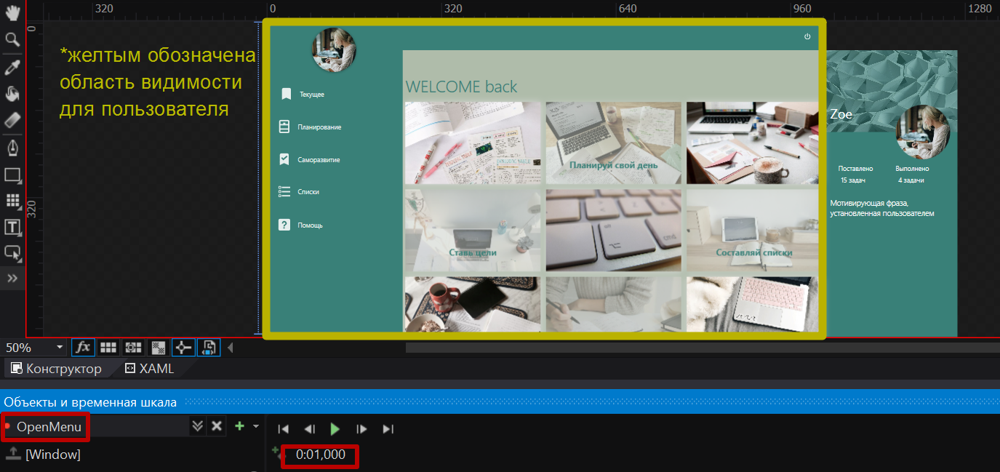 320
0
320
640
960
1280
0
320
*желтым обозначена
область видимости
для пользователя
Текущее
Планирование
Саморазвитие
Списки
Помощь
WELCOME back
Планируй свой день
Ставь цели
Составляй списки
Zoe
Поставлено
Выполнено
15 задач
4 задачи
Мотивирующая фраза,
установленная пользователем
50%
fx
Конструктор
XAML
Объекты и временная шкала
OpenMenu
[Window]
0:01,000